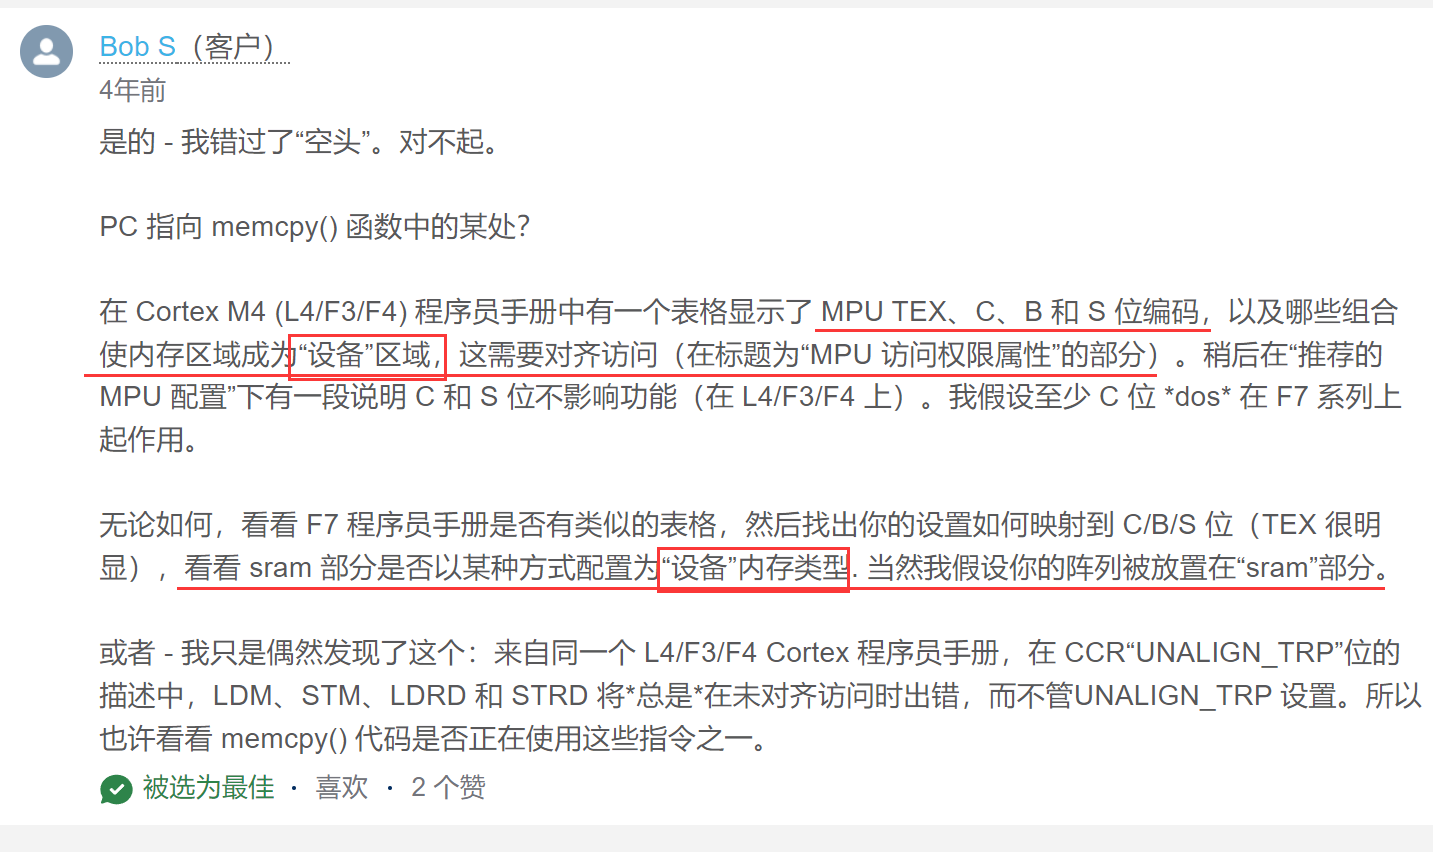 Bob S（客户）
4年前
是的 - 我错过了“空头”。对不起。
PC 指向 memcpy() 函数中的某处？
在 Cortex M4 (L4/F3/F4) 程序员手册中有一个表格显示了 MPU TEX、C、B 和 S 位编码，以及哪些组合
使内存区域成为“设备”区域，这需要对齐访问（在标题为“MPU 访问权限属性”的部分）。稍后在“推荐的
MPU 配置”下有一段说明 C 和 S 位不影响功能（在 L4/F3/F4 上）。我假设至少 C 位 *dos* 在 F7 系列上
起作用。
无论如何，看看 F7 程序员手册是否有类似的表格，然后找出你的设置如何映射到 C/B/S 位（TEX 很明
显），看看 sram 部分是否以某种方式配置为“设备”内存类型. 当然我假设你的阵列被放置在“sram”部分。
或者 - 我只是偶然发现了这个：来自同一个 L4/F3/F4 Cortex 程序员手册，在 CCR“UNALIGN_TRP”位的
描述中，LDM、STM、LDRD 和 STRD 将*总是*在未对齐访问时出错，而不管UNALIGN_TRP 设置。所以
也许看看 memcpy() 代码是否正在使用这些指令之一。
被选为最佳 · 喜欢 · 2 个赞